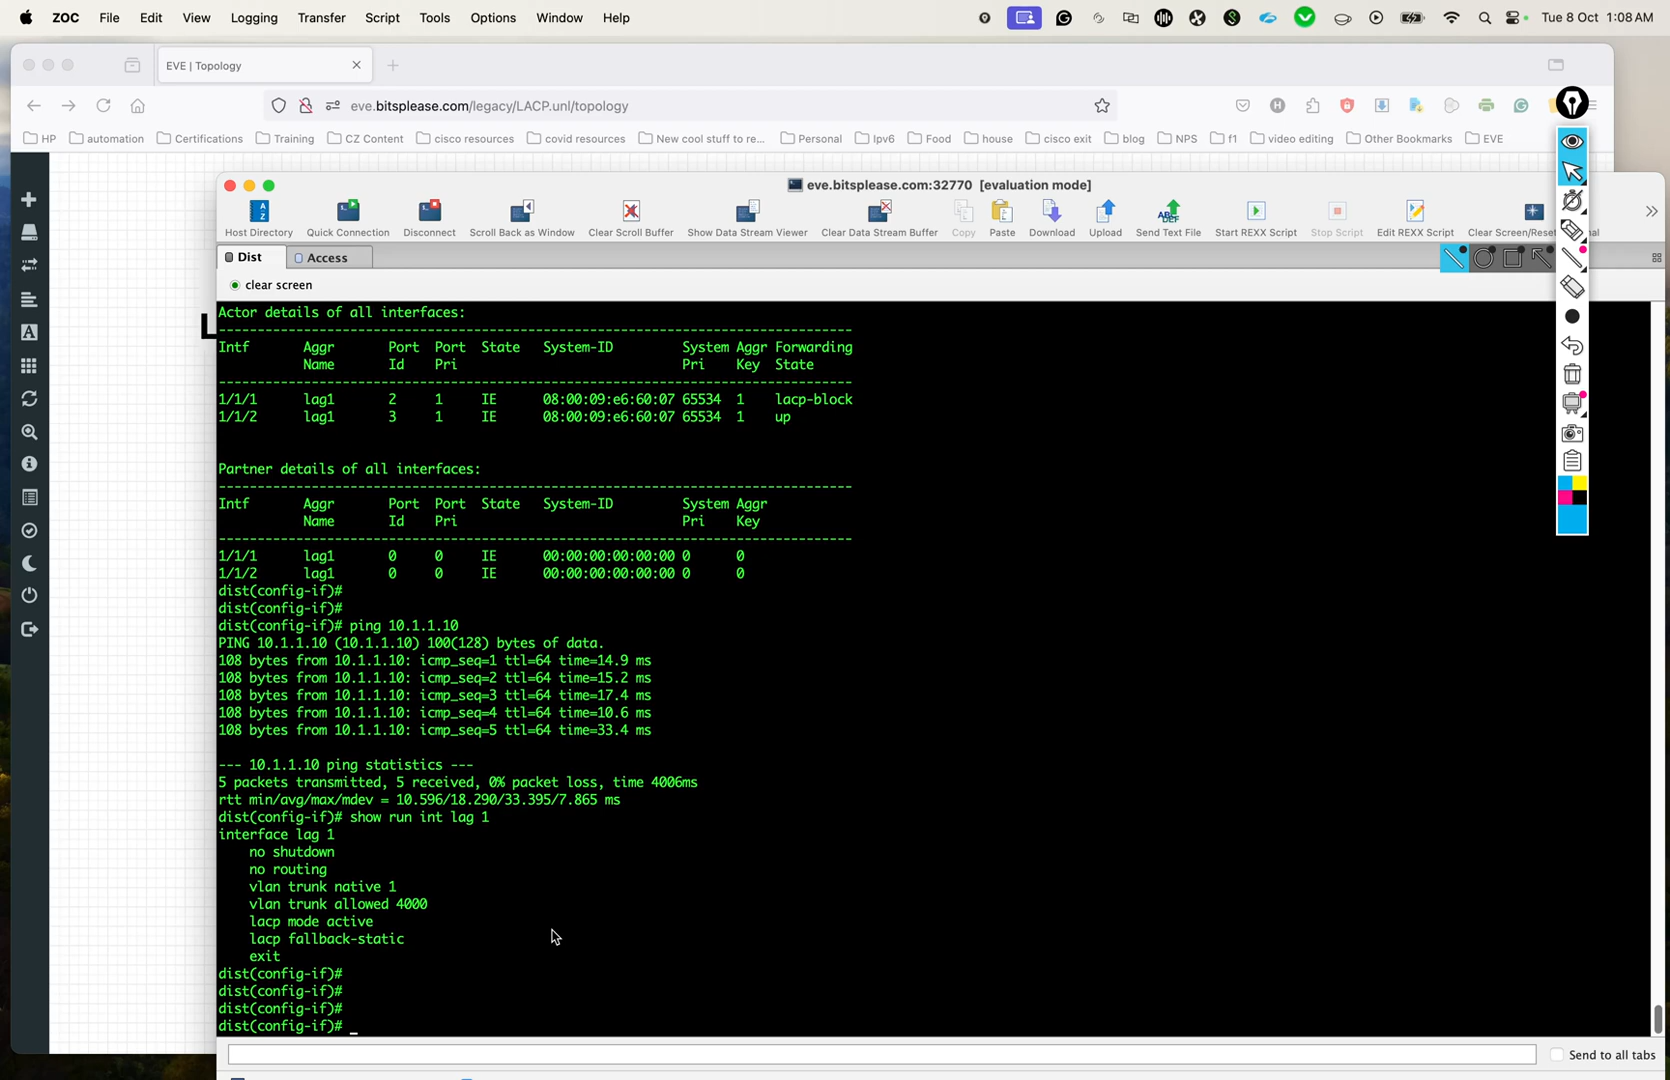 ZOC File Edit View Logging Transfer Script Tools Options Window Help Tue 8 Oct 1:08 AM
EVE | Topology
eve.bitsplease.com/legacy/LACP.unl/topology
HP automation Certifications Training CZ Content cisco resources covid resources New cool stuff to re... Personal Ipv6 Food house cisco exit blog NPS f1 video editing Other Bookmarks EVE
L
eve.bitsplease.com:32770 [evaluation mode]
Host Directory Quick Connection Disconnect Scroll Back as Window Clear Scroll Buffer Show Data Stream Viewer Clear Data Stream Buffer Copy Paste Download Upload Send Text File Start REXX Script Stop Script Edit REXX Script
Dist Access
clear screen
Actor details of all interfaces:
--------------------------------------------------------------------------------
Intf Aggr Port Port State System-ID System Aggr Forwarding
Name Id Pri Pri Key State
--------------------------------------------------------------------------------
1/1/1 lag1 2 1 IE 08:00:09:e6:60:07 65534 1 lacp-block
1/1/2 lag1 3 1 IE 08:00:09:e6:60:07 65534 1 up
Partner details of all interfaces:
--------------------------------------------------------------------------------
Intf Aggr Port Port State System-ID System Aggr
Name Id Pri Pri Key
--------------------------------------------------------------------------------
1/1/1 lag1 0 0 IE 00:00:00:00:00:00 0 0
1/1/2 lag1 0 0 IE 00:00:00:00:00:00 0 0
dist(config-if)#
dist(config-if)#
dist(config-if)# ping 10.1.1.10
PING 10.1.1.10 (10.1.1.10) 100(128) bytes of data.
108 bytes from 10.1.1.10: icmp_seq=1 ttl=64 time=14.9 ms
108 bytes from 10.1.1.10: icmp_seq=2 ttl=64 time=15.2 ms
108 bytes from 10.1.1.10: icmp_seq=3 ttl=64 time=17.4 ms
108 bytes from 10.1.1.10: icmp_seq=4 ttl=64 time=10.6 ms
108 bytes from 10.1.1.10: icmp_seq=5 ttl=64 time=33.4 ms
--- 10.1.1.10 ping statistics ---
5 packets transmitted, 5 received, 0% packet loss, time 4006ms
rtt min/avg/max/mdev = 10.596/18.290/33.395/7.865 ms
dist(config-if)# show run int lag 1
interface lag 1
no shutdown
no routing
vlan trunk native 1
vlan trunk allowed 4000
lacp mode active
lacp fallback-static
exit
dist(config-if)#
dist(config-if)#
dist(config-if)#
dist(config-if)# _
Send to all tabs